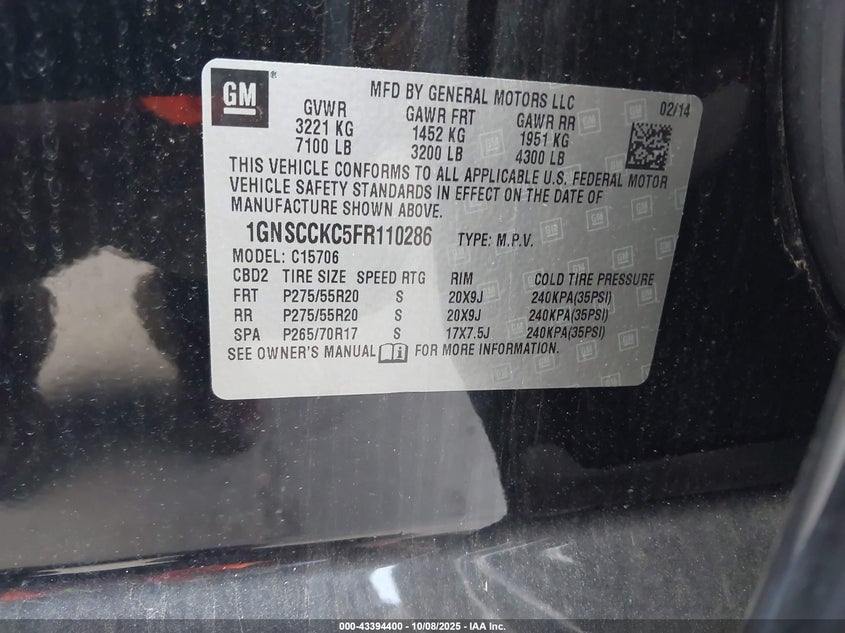 GM®
MFD BY GENERAL MOTORS LLC
02/14
GVWR GAWR FRT GAWR RR
3221 KG 1452 KG 1951 KG
7100 LB 3200 LB 4300 LB
THIS VEHICLE CONFORMS TO ALL APPLICABLE U.S. FEDERAL MOTOR
VEHICLE SAFETY STANDARDS IN EFFECT ON THE DATE OF
MANUFACTURE SHOWN ABOVE.
1GNSCCKC5FR110286 TYPE: M.P.V.
MODEL: C15706
CBD2 TIRE SIZE SPEED RTG RIM COLD TIRE PRESSURE
FRT P275/55R20 S 20X9J 240KPA(35PSI)
RR P275/55R20 S 20X9J 240KPA(35PSI)
SPA P265/70R17 S 17X7.5J 240KPA(35PSI)
SEE OWNER'S MANUAL FOR MORE INFORMATION.
000-43394400 - 10/08/2025 - IAA Inc.